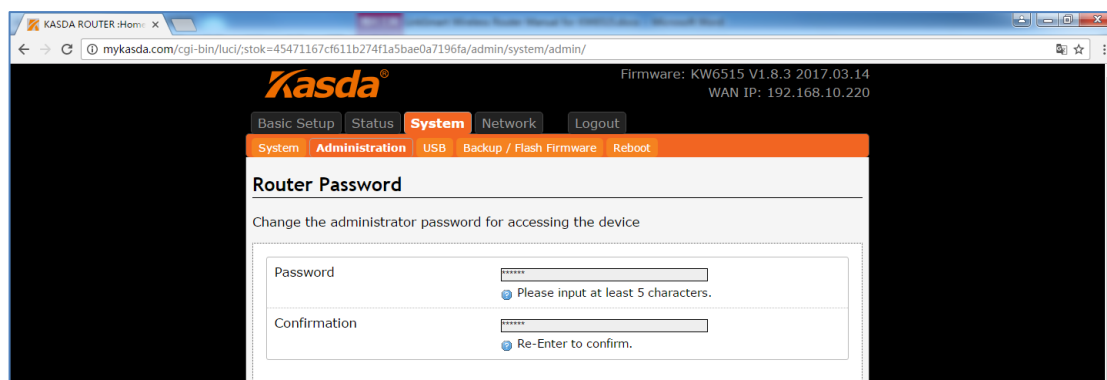 KASDA ROUTER :Home
mykasda.com/cgi-bin/luci/;stok=45471167cf611b274f1a5bae0a7196fa/admin/system/admin/
Kasda®
Firmware: KW6515 V1.8.3 2017.03.14
WAN IP: 192.168.10.220
Basic Setup Status System Network Logout
System Administration USB Backup / Flash Firmware Reboot
Router Password
Change the administrator password for accessing the device
Password ******
Please input at least 5 characters.
Confirmation ******
Re-Enter to confirm.